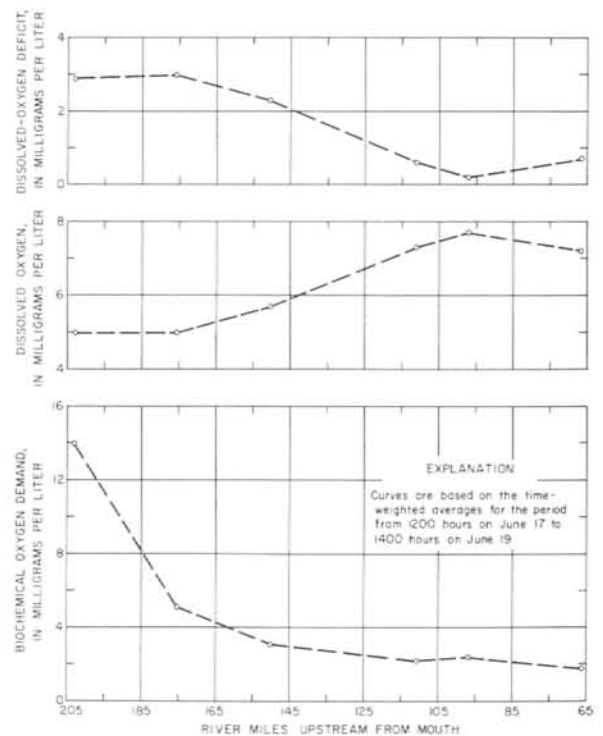 DISSOLVED-OXYGEN DEFICIT,
IN MILLIGRAMS PER LITER
4
2
0
DISSOLVED OXYGEN,
IN MILLIGRAMS PER LITER
8
6
4
BIOCHEMICAL OXYGEN DEMAND,
IN MILLIGRAMS PER LITER
16
12
8
4
0
EXPLANATION
Curves are based on the time-
weighted averages for the period
from 1200 hours on June 17 to
1400 hours on June 19
205 185 165 145 125 105 85 65
RIVER MILES UPSTREAM FROM MOUTH